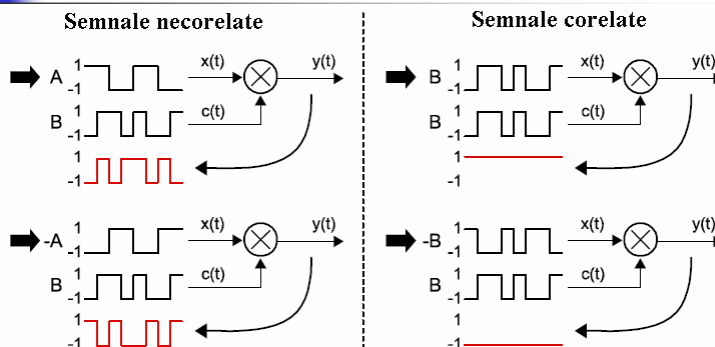 Semnale necorelate
1
A
-1
x(t)
y(t)
1
B
-1
c(t)
1
-1
1
-A
-1
x(t)
y(t)
1
B
-1
c(t)
1
-1
Semnale corelate
1
B
-1
x(t)
y(t)
1
B
-1
c(t)
1
-1
1
-B
-1
x(t)
y(t)
1
B
-1
c(t)
1
-1